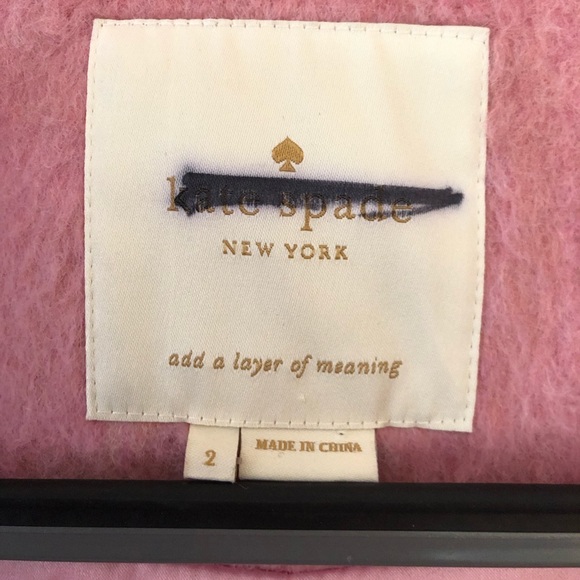 kate spade
NEW YORK
add a layer of meaning
2
MADE IN CHINA